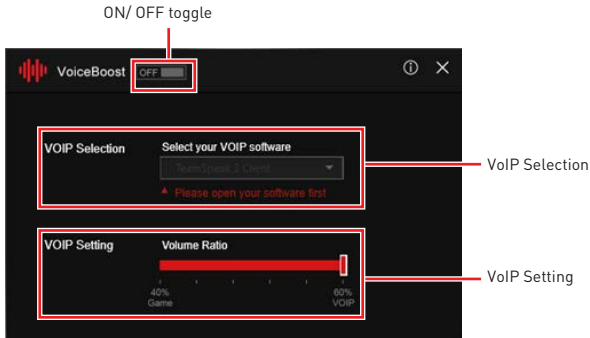 ON/ OFF toggle
VoiceBoost OFF
VOIP Selection
Select your VOIP software
TeamSpeak 3 Client
Please open your software first
VoIP Selection
VOIP Setting
Volume Ratio
40%
Game
60%
VOIP
VoIP Setting